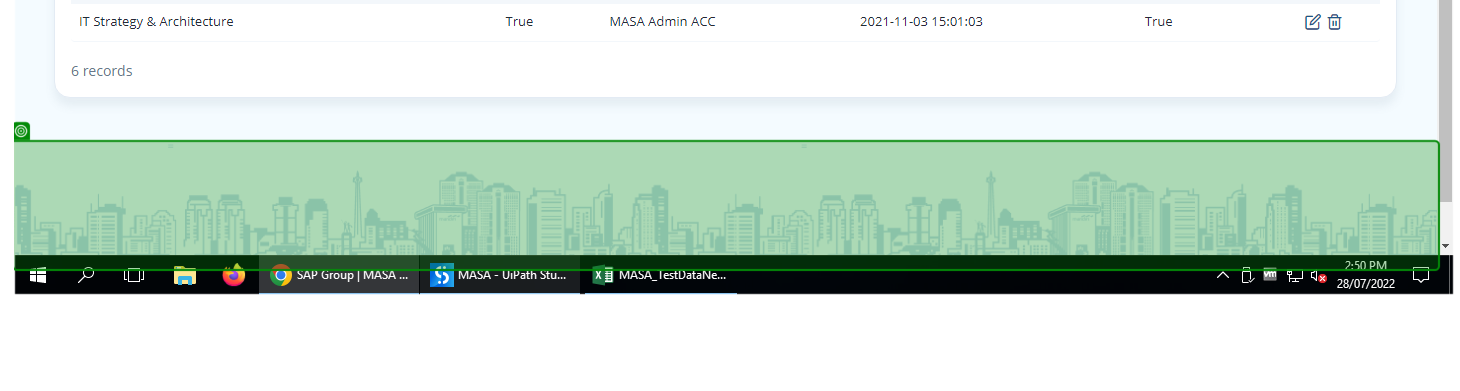 IT Strategy & Architecture True MASA Admin ACC 2021-11-03 15:01:03 True
6 records
SAP Group | MASA ... MASA - UiPath Stu... MASA_TestDataNe... vm 2:50 PM
28/07/2022